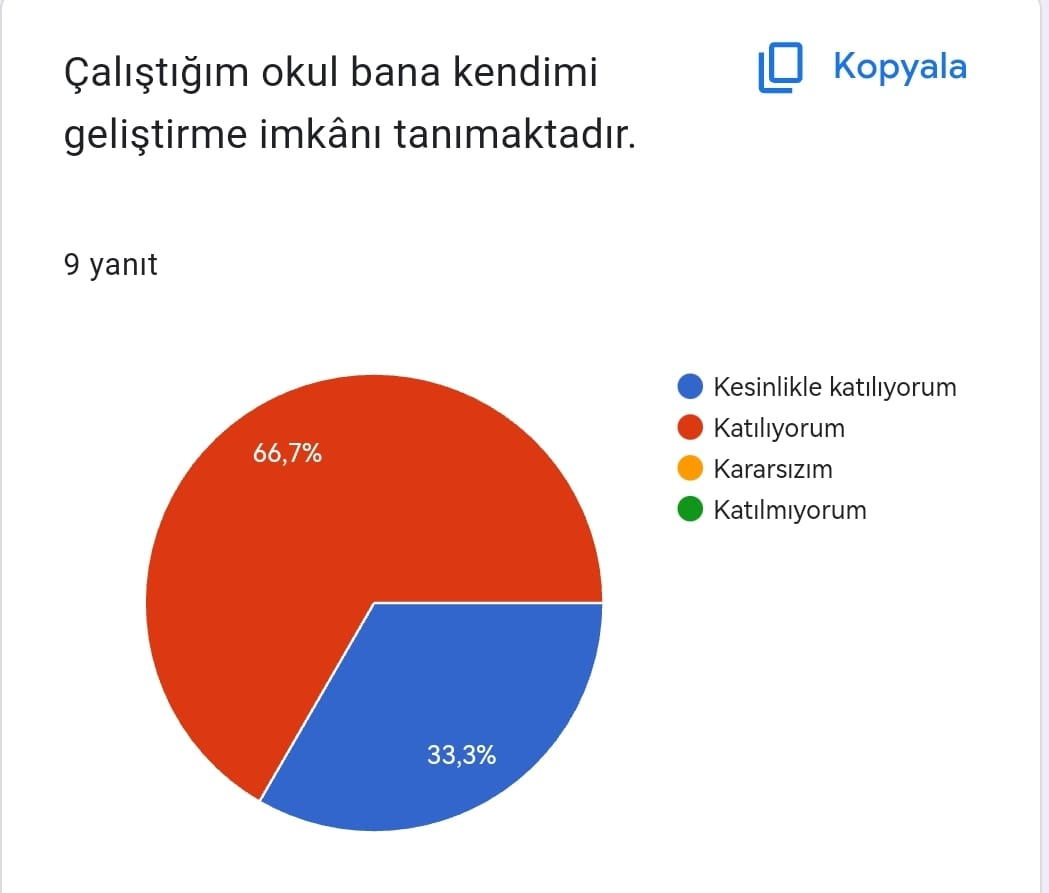 Çalıştığım okul bana kendimi
geliştirme imkânı tanımaktadır.
Kopyala
9 yanıt
Kesinlikle katılıyorum
Katılıyorum
Kararsızım
Katılmıyorum
66,7%
33,3%